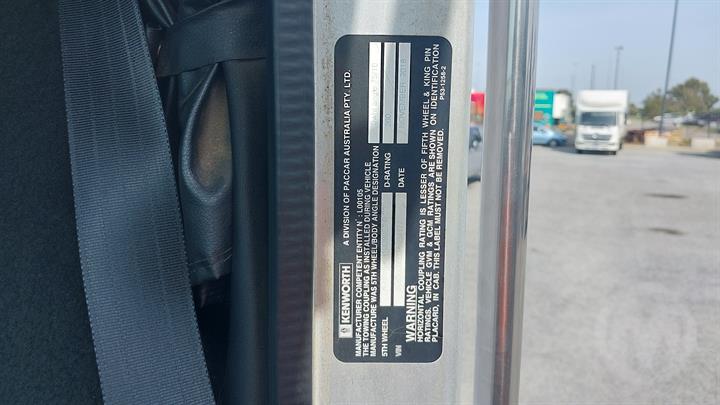 KENWORTH
A DIVISION OF PACCAR AUSTRALIA PTY. LTD.
MANUFACTURER COMPETENT ENTITY N°: L00105
THE TOWING COUPLING AS INSTALLED DURING VEHICLE
MANUFACTURE WAS 5TH WHEEL/BODY ANGLE DESIGNATION
5TH WHEEL D-RATING
VIN DATE
WARNING
HORIZONTAL COUPLING RATING IS LESSER OF FIFTH WHEEL & KING PIN
RATINGS. VEHICLE GVM & GCM RATINGS ARE SHOWN ON IDENTIFICATION
PLACARD, IN CAB. THIS LABEL MUST NOT BE REMOVED. P53-1258-2